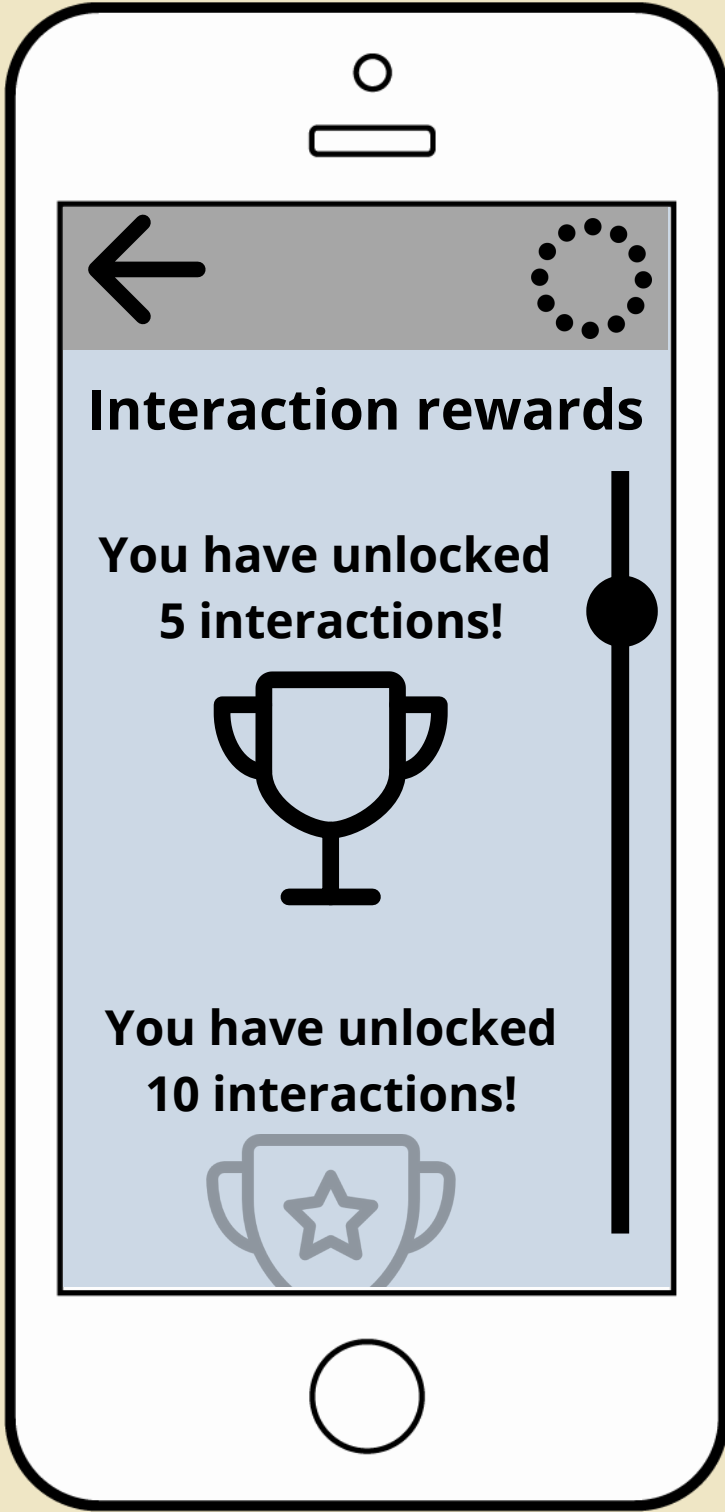 Interaction rewards
You have unlocked
5 interactions!
You have unlocked
10 interactions!